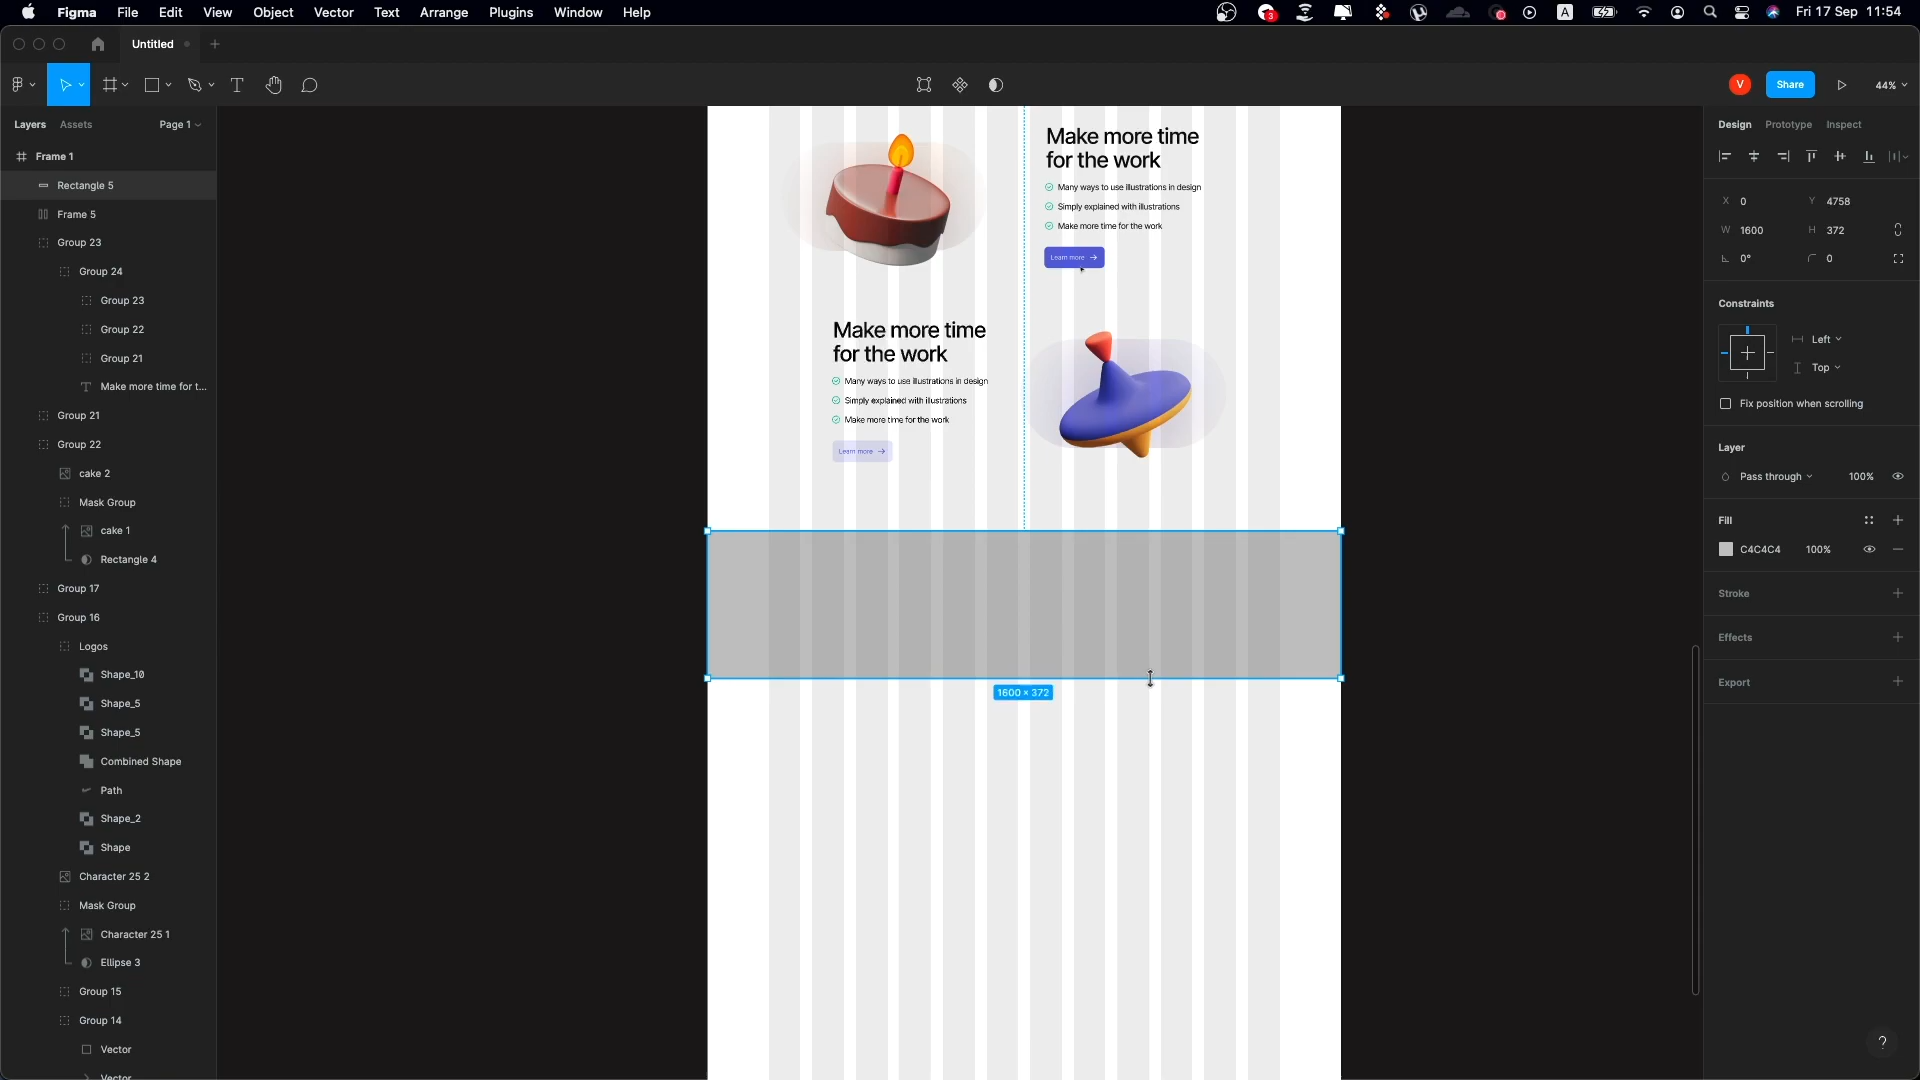 Figma File Edit View Object Vector Text Arrange Plugins Window Help
3
A
Fri 17 Sep 11:54
Untitled
V
Share
44%
Layers Assets Page 1
Frame 1
Rectangle 5
Frame 5
Group 23
Group 24
Group 23
Group 22
Group 21
Make more time for t...
Group 21
Group 22
cake 2
Mask Group
cake 1
Rectangle 4
Group 17
Group 16
Logos
Shape_10
Shape_5
Shape_5
Combined Shape
Path
Shape_2
Shape
Character 25 2
Mask Group
Character 25 1
Ellipse 3
Group 15
Group 14
Vector
Vector
Make more time
for the work
Many ways to use illustrations in design
Simply explained with illustrations
Make more time for the work
Learn more
Make more time
for the work
Many ways to use illustrations in design
Simply explained with illustrations
Make more time for the work
Learn more
1600 × 372
Design Prototype Inspect
X 0 Y 4758
W 1600 H 372
0° 0
Constraints
Left
Top
Fix position when scrolling
Layer
Pass through 100%
Fill
C4C4C4 100%
Stroke
Effects
Export
?